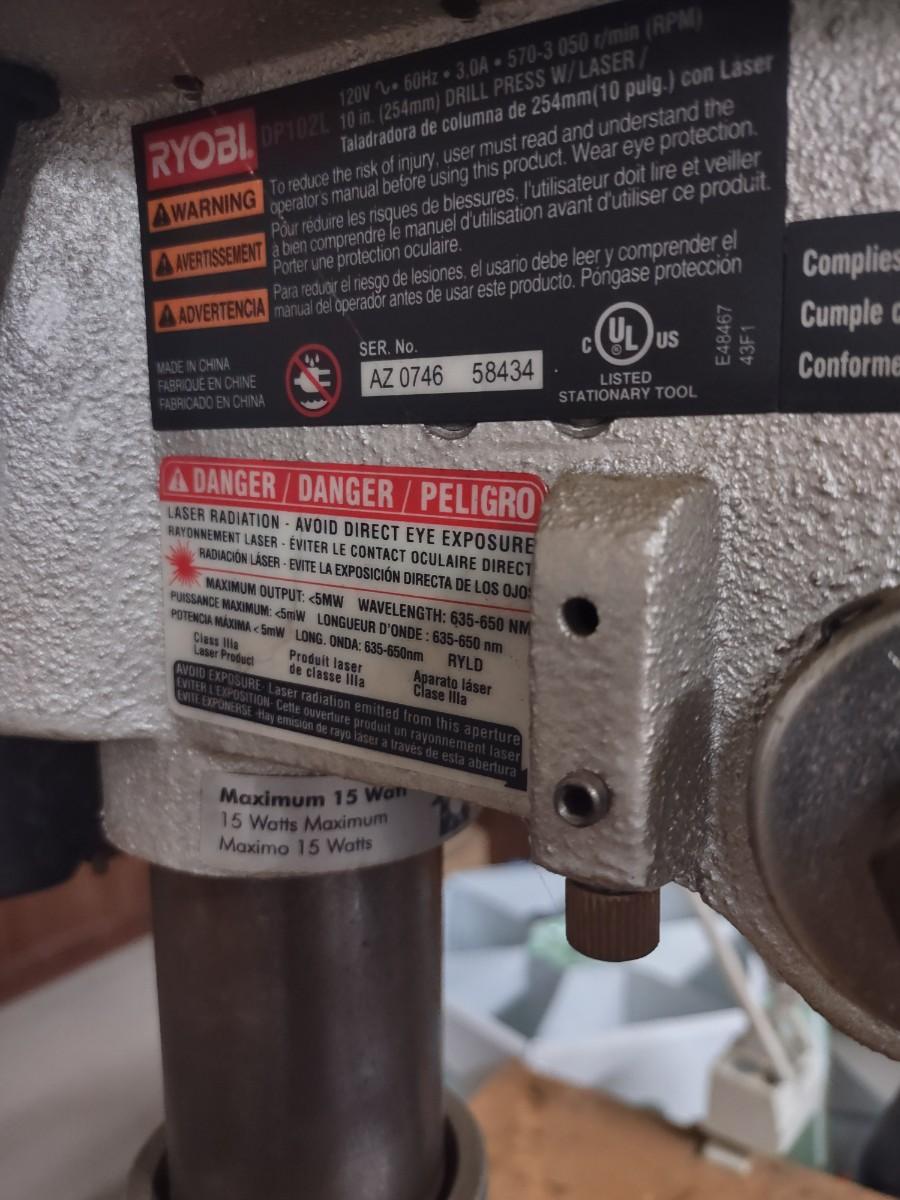 RYOBI
DP102L
120V ∿ • 60Hz • 3,0A • 570-3 050 r/min (RPM)
10 in. (254mm) DRILL PRESS W/ LASER /
Taladradora de columna de 254mm(10 pulg.) con Laser
WARNING
To reduce the risk of injury, user must read and understand the
operator's manual before using this product. Wear eye protection.
AVERTISSEMENT
Pour réduire les risques de blessures, l'utilisateur doit lire et veiller
à bien comprendre le manuel d'utilisation avant d'utiliser ce produit.
Porter une protection oculaire.
ADVERTENCIA
Para reducir el riesgo de lesiones, el usario debe leer y comprender el
manual del operador antes de usar este producto. Póngase protección
MADE IN CHINA
FABRIQUÉ EN CHINE
FABRICADO EN CHINA
SER. No.
AZ 0746 58434
C UL® US
LISTED
STATIONARY TOOL
E48467
43F1
Complies
Cumple
Conforme
DANGER / DANGER / PELIGRO
LASER RADIATION - AVOID DIRECT EYE EXPOSURE
RAYONNEMENT LASER - ÉVITER LE CONTACT OCULAIRE DIRECT
RADIACIÓN LÁSER - EVITE LA EXPOSICIÓN DIRECTA DE LOS OJOS
MAXIMUM OUTPUT: <5MW WAVELENGTH: 635-650 NM
PUISSANCE MAXIMUM: <5mW LONGUEUR D'ONDE : 635-650 nm
POTENCIA MÁXIMA < 5mW LONG. ONDA: 635-650nm RYLD
Class IIIa
Laser Product
Produit laser
de classe IIIa
Aparato láser
Clase IIIa
AVOID EXPOSURE- Laser radiation emitted from this aperture
ÉVITER L'EXPOSITION- Cette ouverture produit un rayonnement laser
EVITE EXPONERSE -Hay emisión de rayo láser a través de esta abertura
Maximum 15 Watt
15 Watts Maximum
Maximo 15 Watts